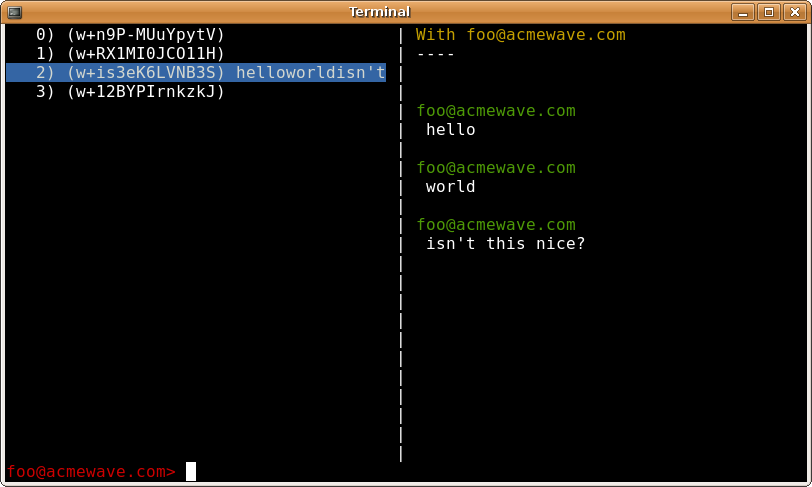 Terminal
0) (w+n9P-MUuYpytV)
1) (w+RX1MI0JCO11H)
2) (w+is3eK6LVNB3S) helloworldisn't
3) (w+12BYPIrnkzkJ)
With foo@acmewave.com
----
foo@acmewave.com
hello
foo@acmewave.com
world
foo@acmewave.com
isn't this nice?
foo@acmewave.com>